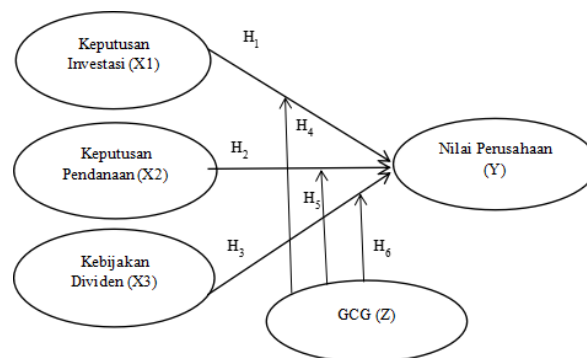 Keputusan
Investasi (X1)
H1
H4
Keputusan
Pendanaan (X2)
H2
Nilai Perusahaan
(Y)
H5
Kebijakan
Dividen (X3)
H3
H6
GCG (Z)